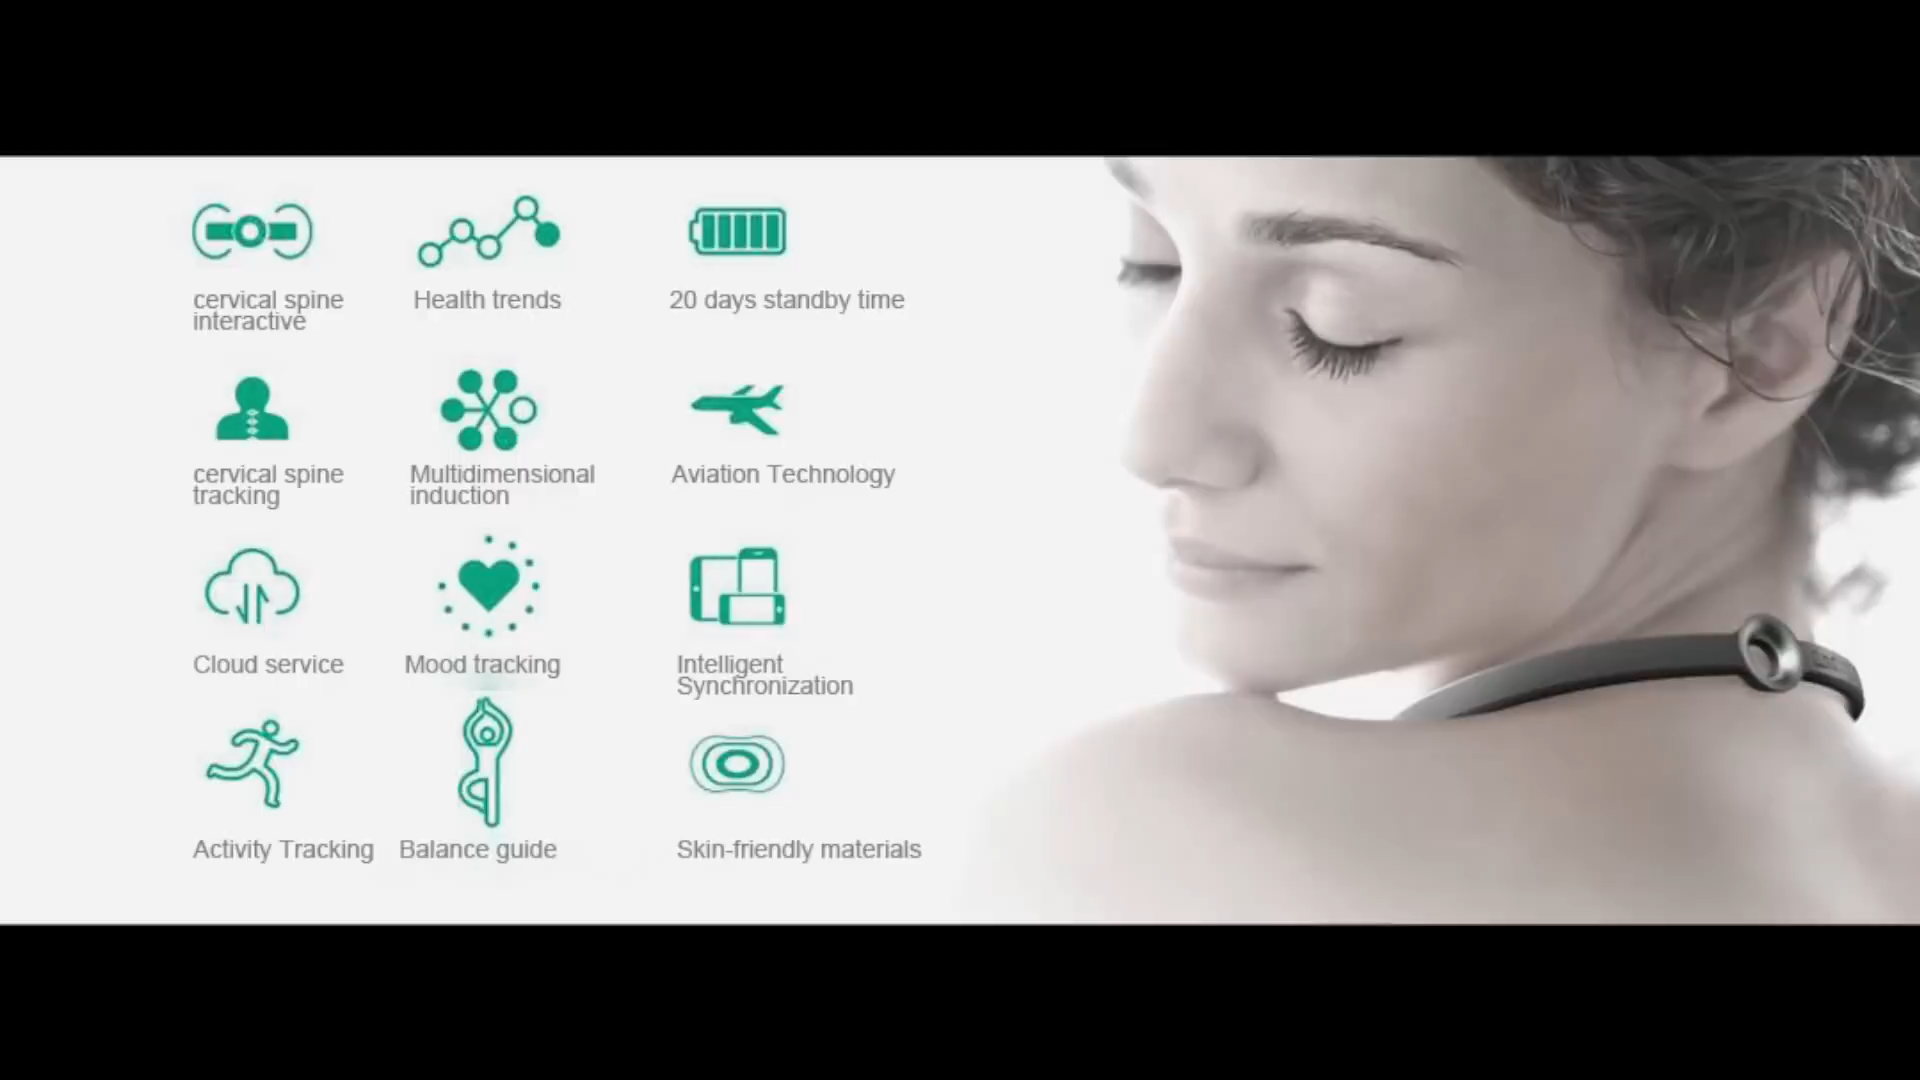 cervical spine
interactive
Health trends
20 days standby time
cervical spine
tracking
Multidimensional
induction
Aviation Technology
Cloud service
Mood tracking
Intelligent
Synchronization
Activity Tracking
Balance guide
Skin-friendly materials